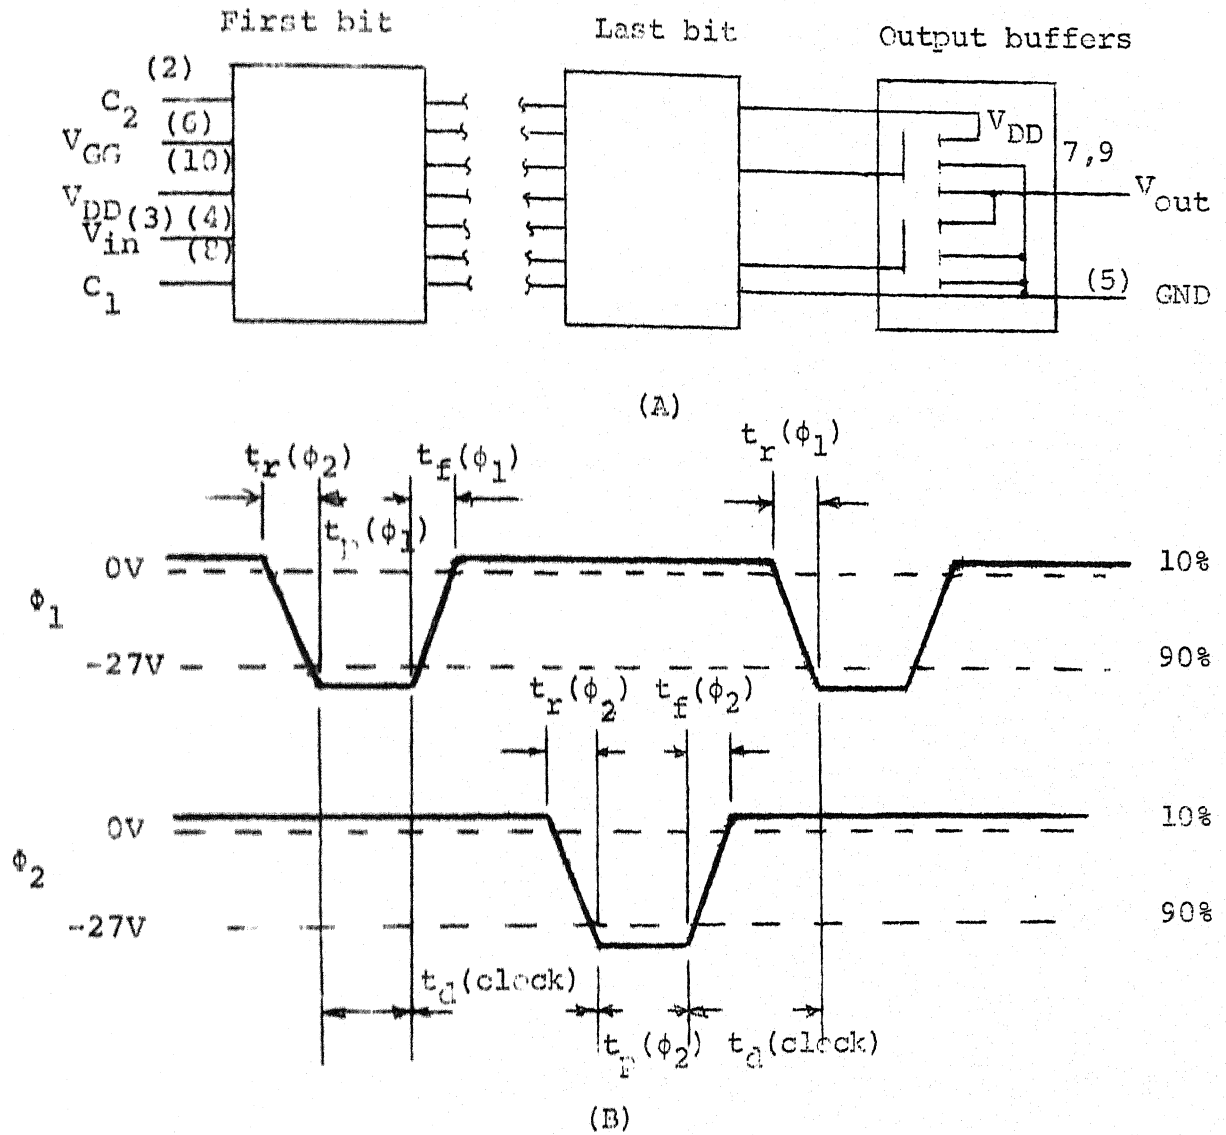 First bit
Last bit
Output buffers
(2)
C2
(6)
VGG
(10)
VDD
(3) (4)
Vin
(8)
C1
VDD
7,9
Vout
(5)
GND
(A)
tr(ϕ2)
tf(ϕ1)
tr(ϕ1)
tp(ϕ1)
0V
10%
Φ1
-27V
90%
tr(ϕ2)
tf(ϕ2)
0V
10%
Φ2
-27V
90%
td(clock)
tp(ϕ2)
td(clock)
(B)